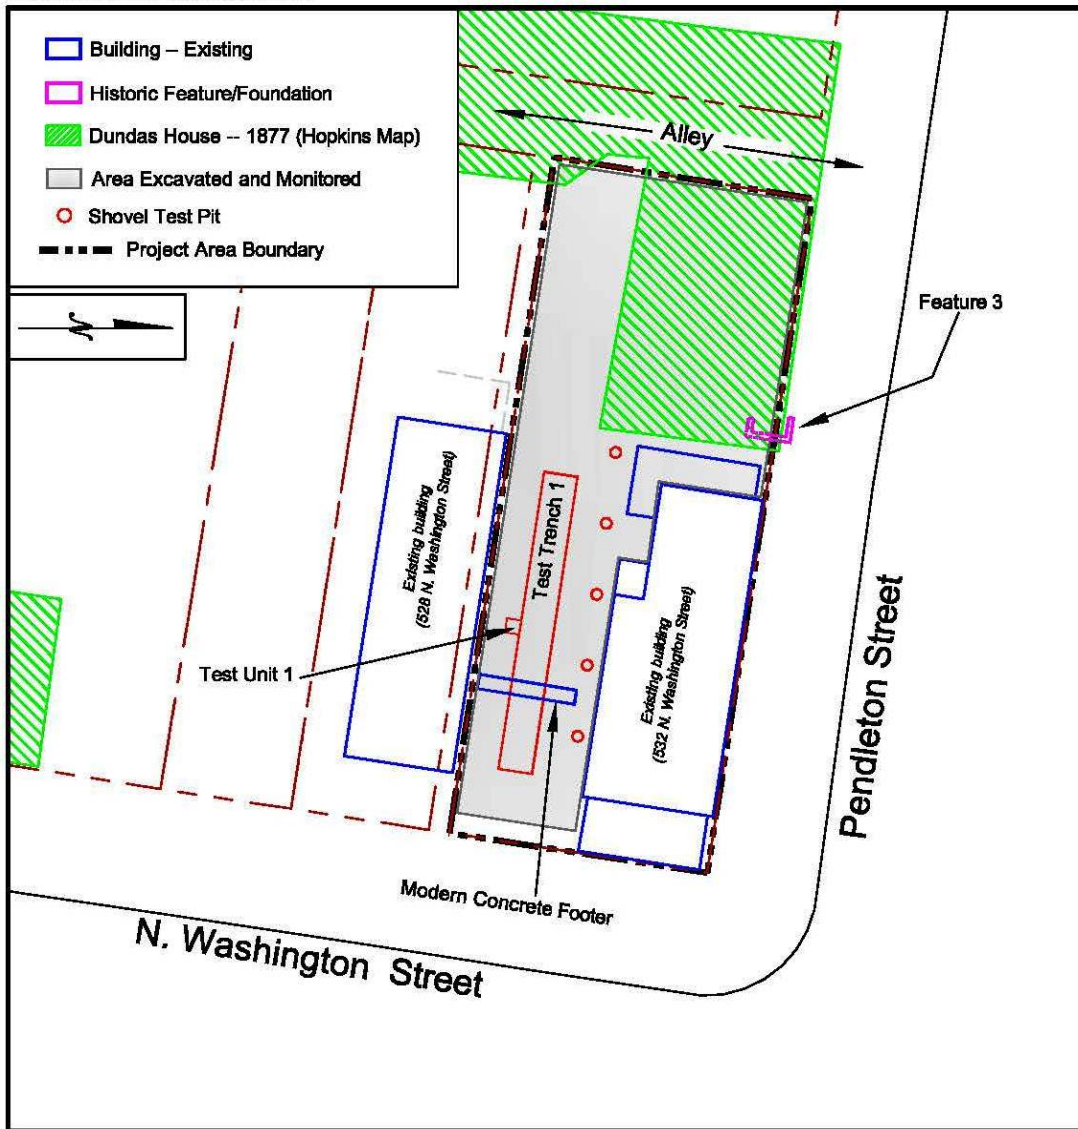 Building – Existing
Historic Feature/Foundation
Dundas House -- 1877 (Hopkins Map)
Area Excavated and Monitored
Shovel Test Pit
Project Area Boundary
N
Alley
Feature 3
Existing building
(528 N. Washington Street)
Test Trench 1
Existing building
(532 N. Washington Street)
Test Unit 1
Pendleton Street
Modern Concrete Footer
N. Washington Street